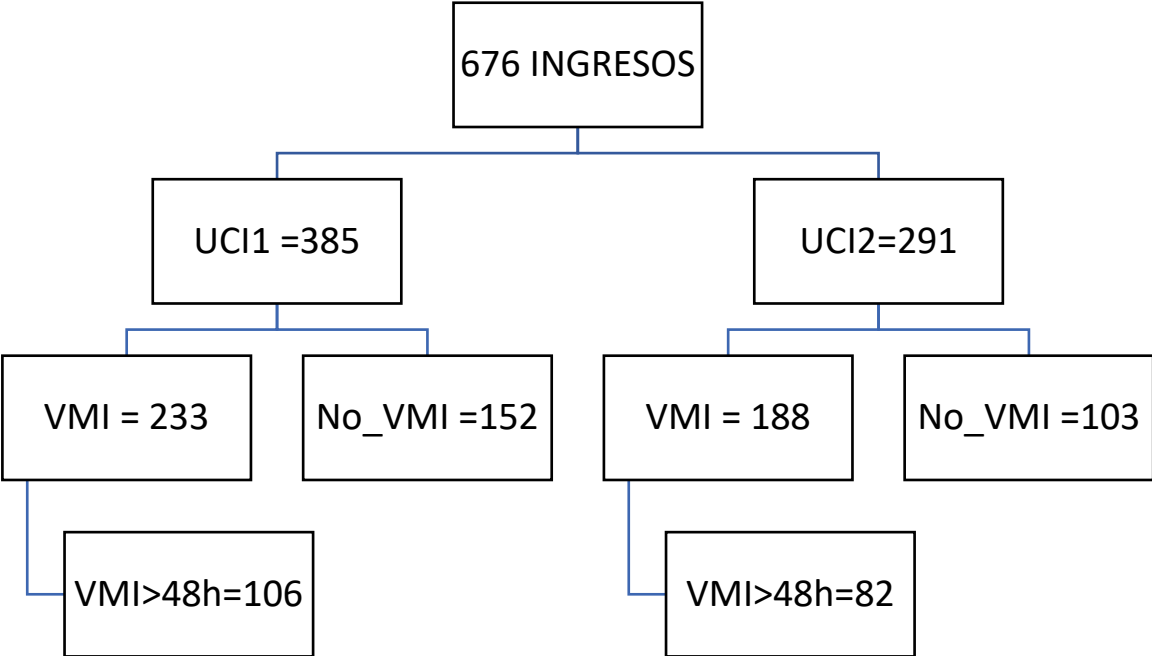 676 INGRESOS
UCI1 =385
UCI2=291
VMI = 233
No_VMI =152
VMI = 188
No_VMI =103
VMI>48h=106
VMI>48h=82